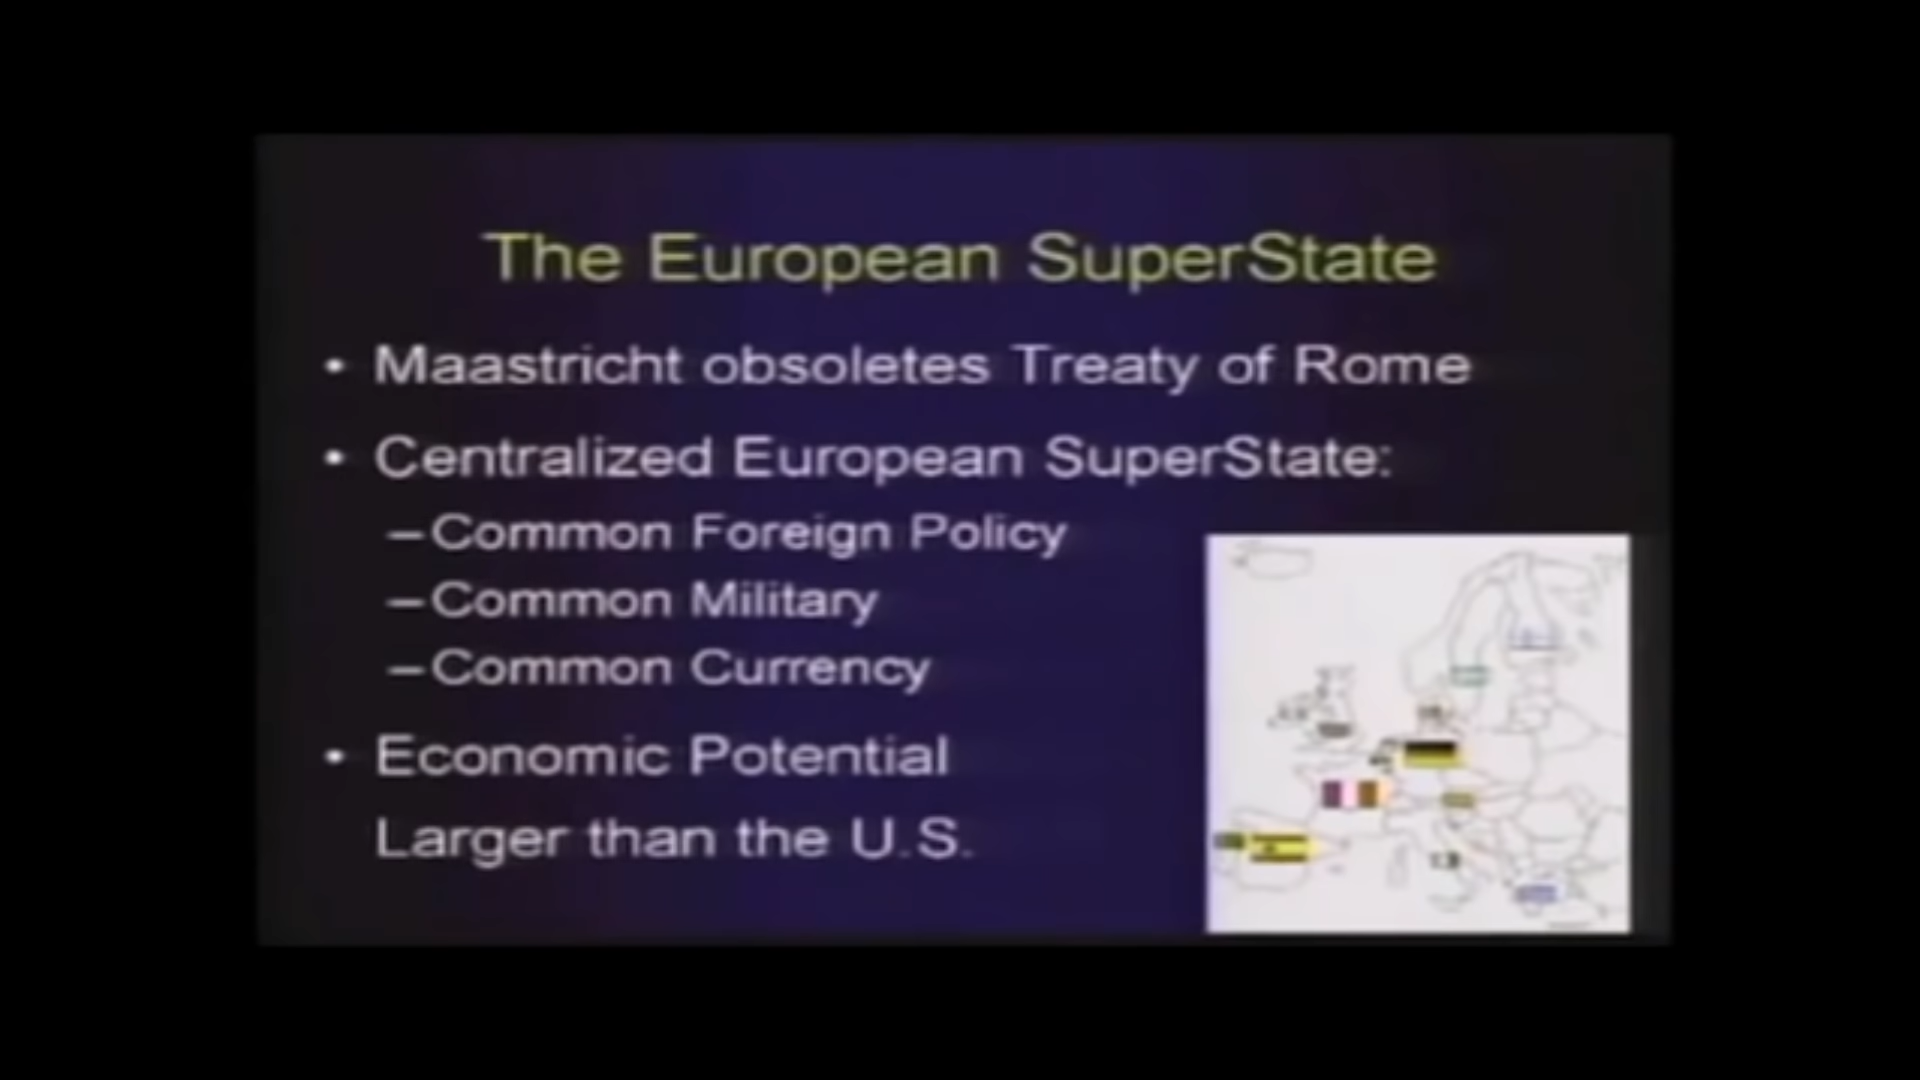 The European SuperState
• Maastricht obsoletes Treaty of Rome
• Centralized European SuperState:
–Common Foreign Policy
–Common Military
–Common Currency
• Economic Potential
Larger than the U.S.